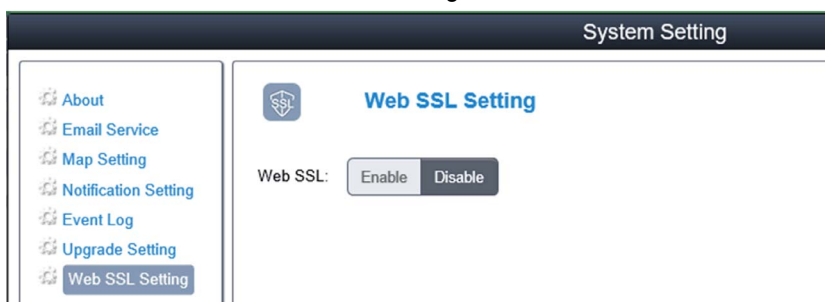 System Setting
About
Email Service
Map Setting
Notification Setting
Event Log
Upgrade Setting
Web SSL Setting
SSL
Web SSL Setting
Web SSL: Enable Disable